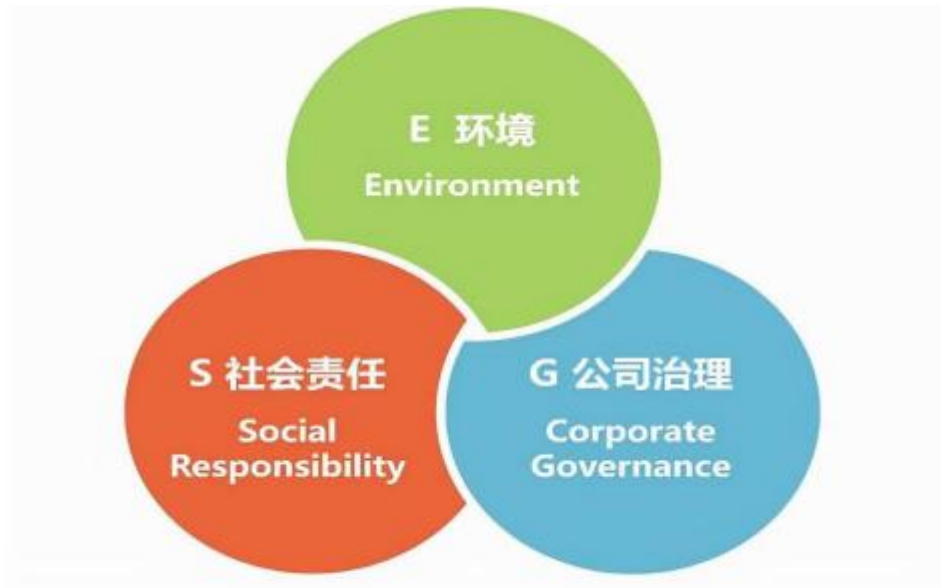 E 环境
Environment
S 社会责任
Social
Responsibility
G 公司治理
Corporate
Governance